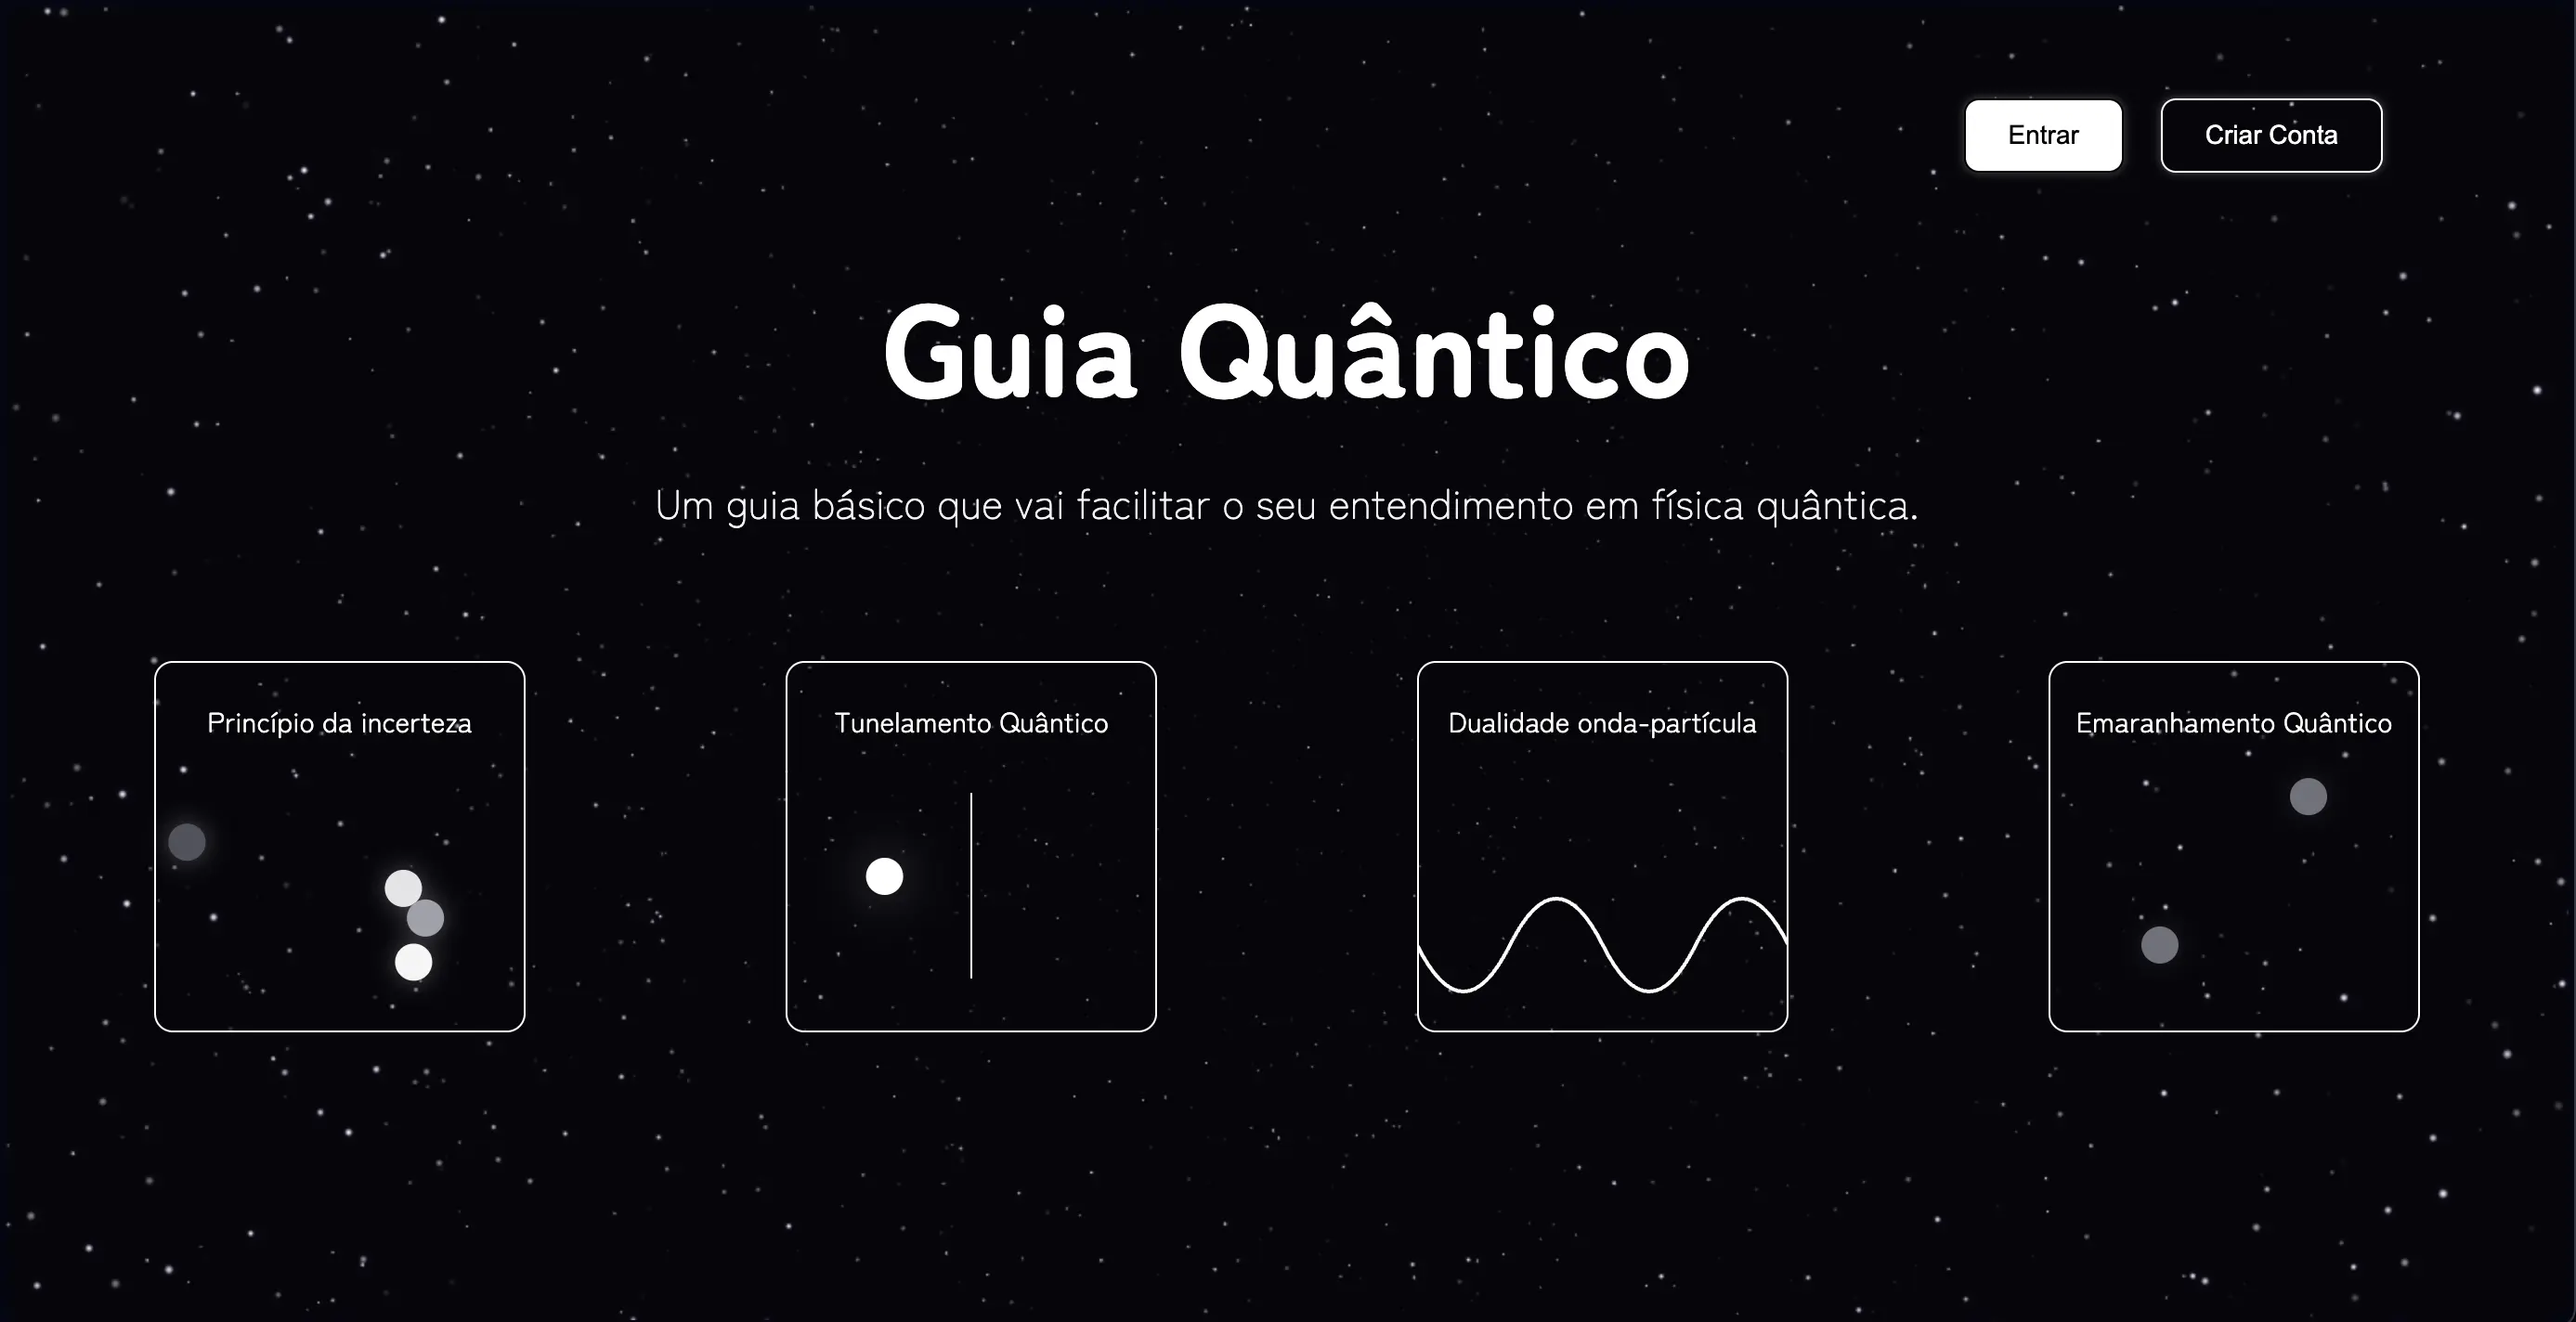 Entrar
Criar Conta
Guia Quântico
Um guia básico que vai facilitar o seu entendimento em física quântica.
Princípio da incerteza
Tunelamento Quântico
Dualidade onda-partícula
Emaranhamento Quântico